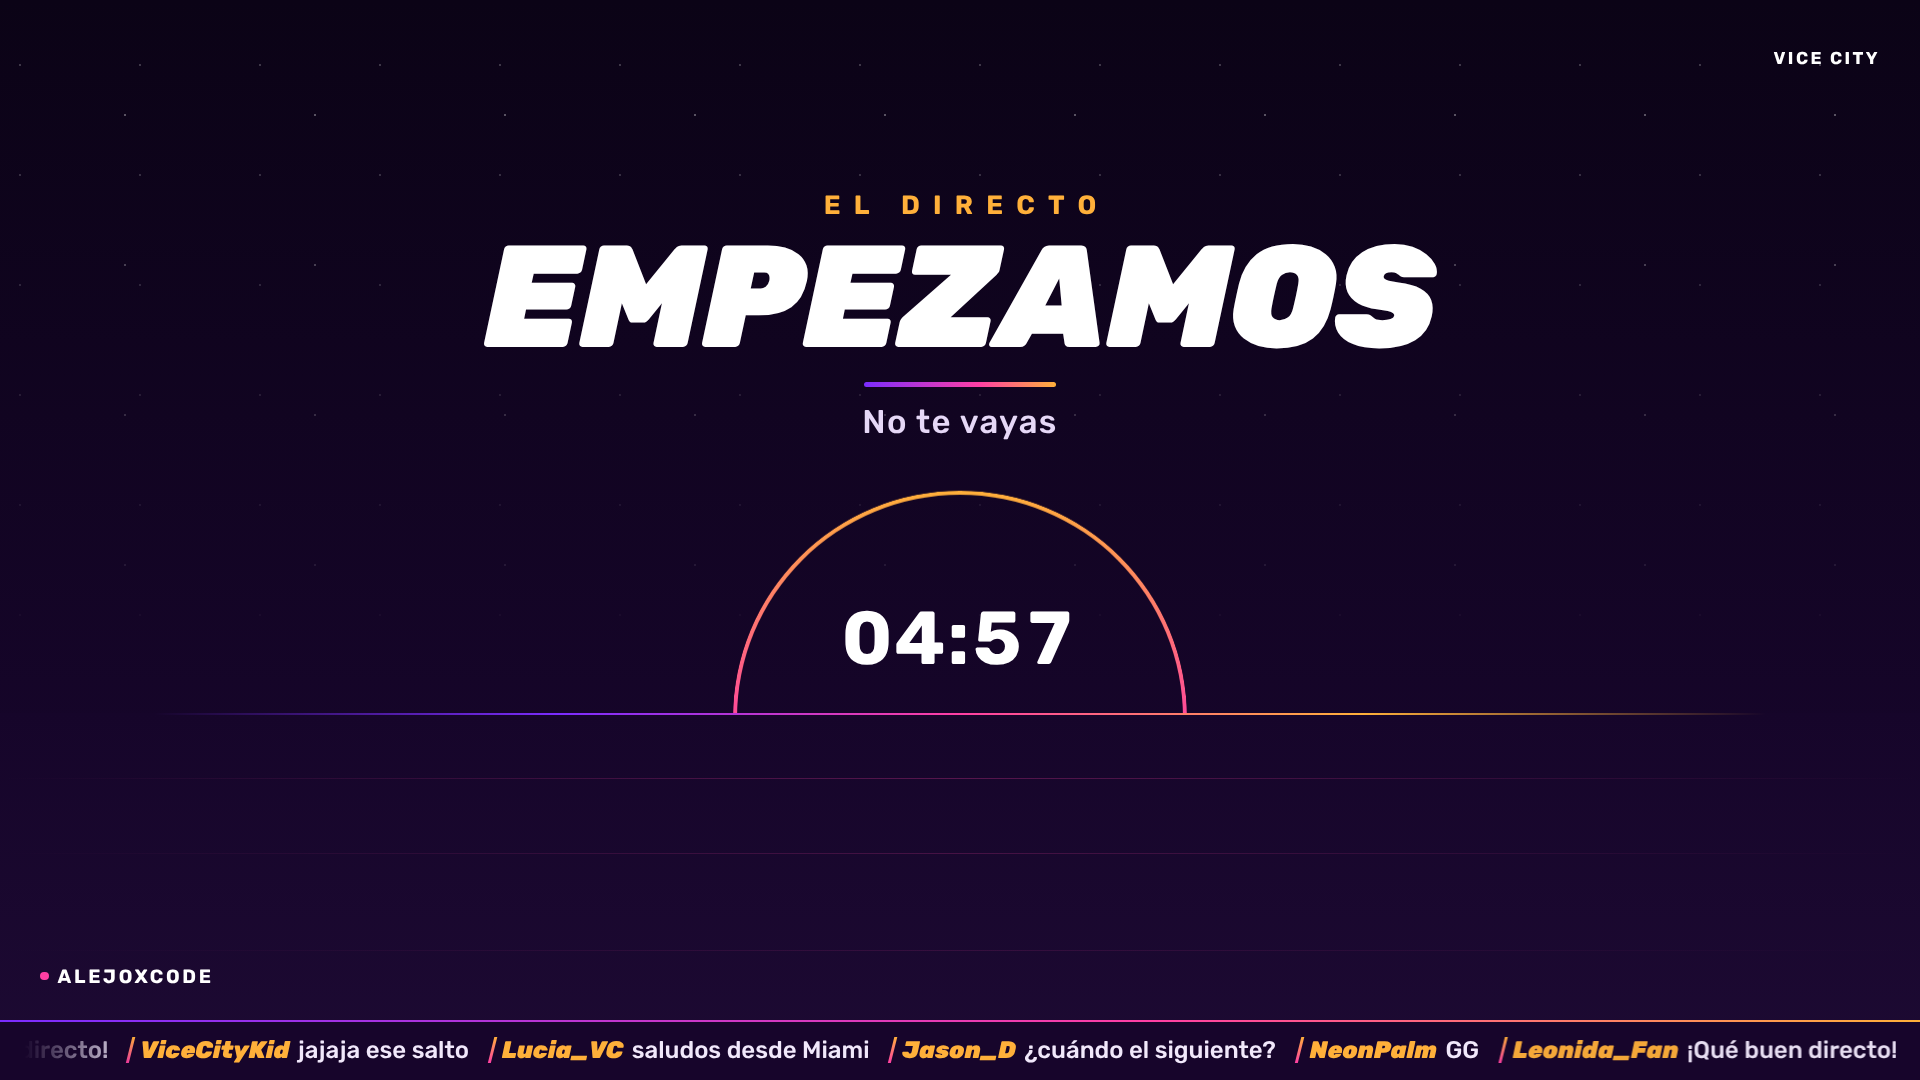 VICE CITY
EL DIRECTO
EMPEZAMOS
No te vayas
04:57
ALEJOXCODE
directo! / ViceCityKid jajaja ese salto / Lucia_VC saludos desde Miami / Jason_D ¿cuándo el siguiente? / NeonPalm GG / Leonida_Fan ¡Qué buen directo!